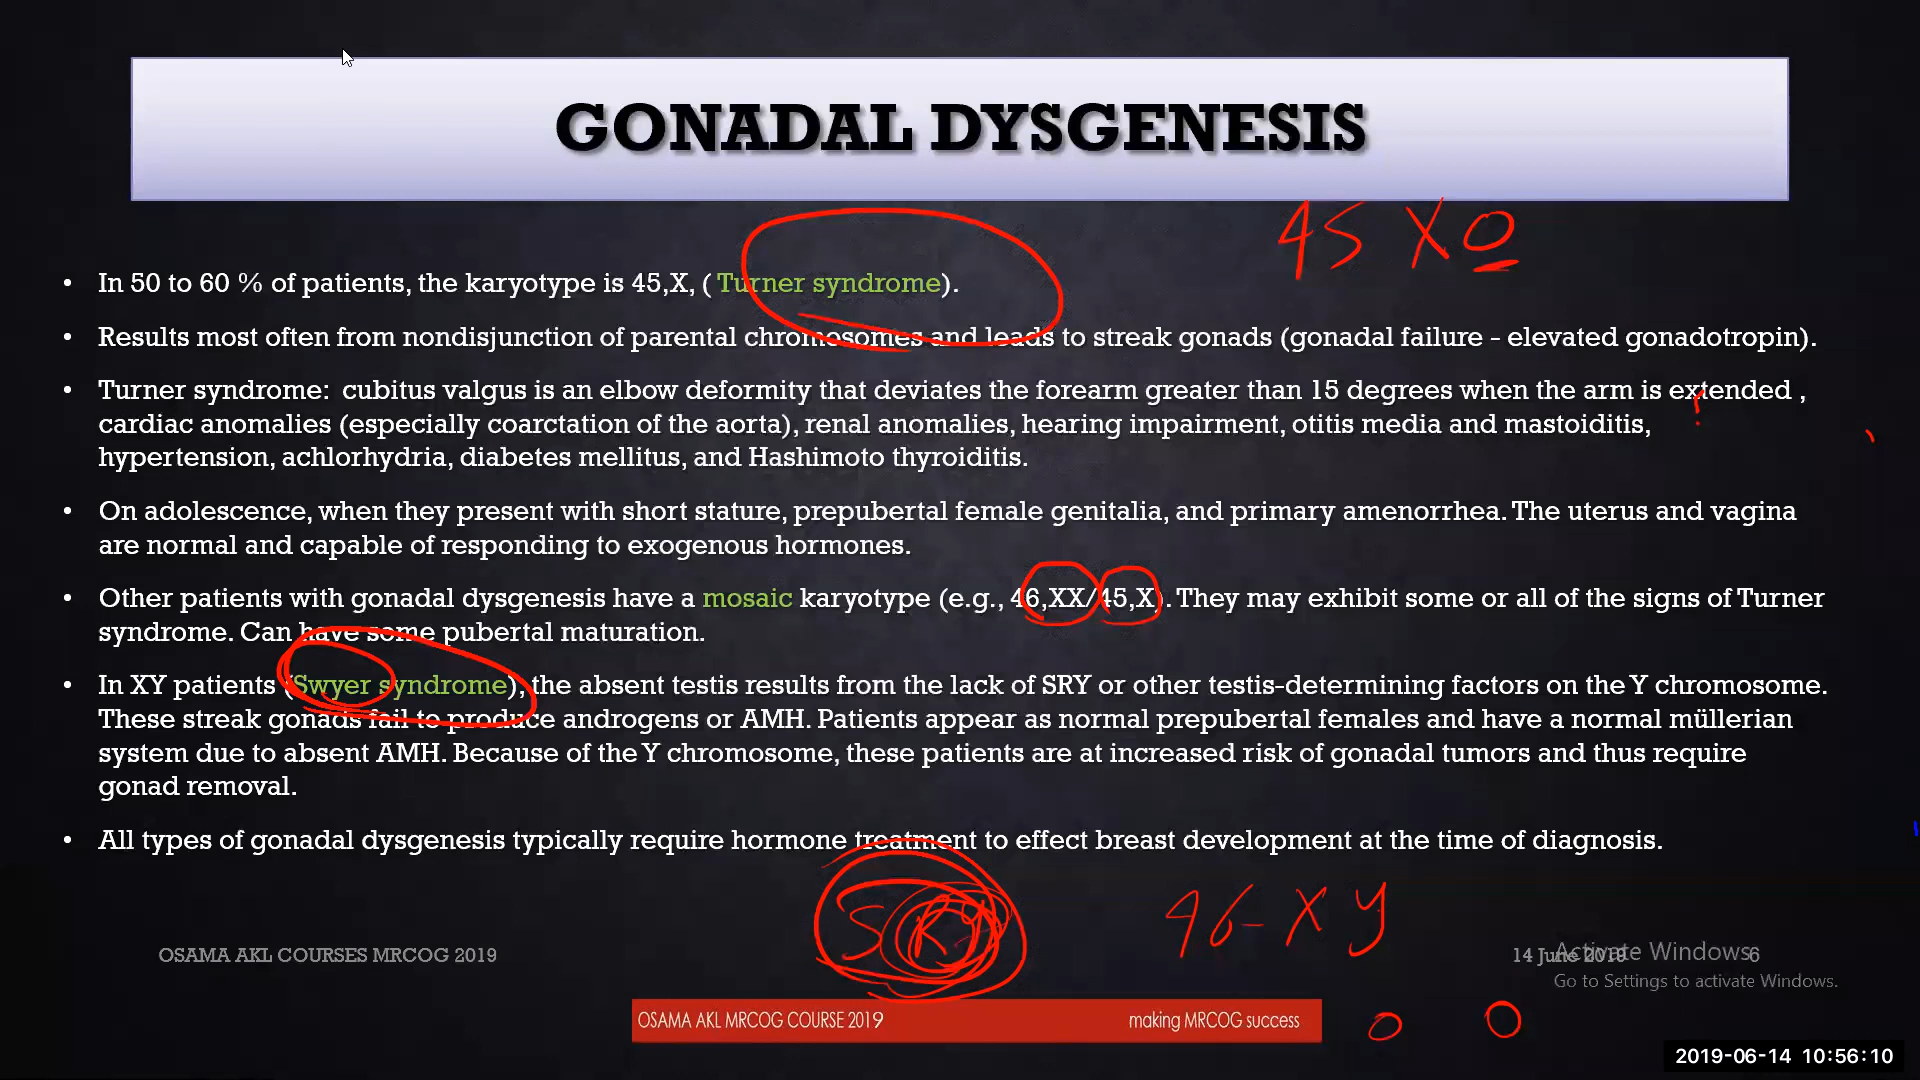 GONADAL DYSGENESIS
45 XO
• In 50 to 60 % of patients, the karyotype is 45,X, ( Turner syndrome).
• Results most often from nondisjunction of parental chromosomes and leads to streak gonads (gonadal failure - elevated gonadotropin).
• Turner syndrome:  cubitus valgus is an elbow deformity that deviates the forearm greater than 15 degrees when the arm is extended ,
cardiac anomalies (especially coarctation of the aorta), renal anomalies, hearing impairment, otitis media and mastoiditis,
hypertension, achlorhydria, diabetes mellitus, and Hashimoto thyroiditis.
• On adolescence, when they present with short stature, prepubertal female genitalia, and primary amenorrhea. The uterus and vagina
are normal and capable of responding to exogenous hormones.
• Other patients with gonadal dysgenesis have a mosaic karyotype (e.g., 46,XX/45,X). They may exhibit some or all of the signs of Turner
syndrome. Can have some pubertal maturation.
• In XY patients (Swyer syndrome), the absent testis results from the lack of SRY or other testis-determining factors on the Y chromosome.
These streak gonads fail to produce androgens or AMH. Patients appear as normal prepubertal females and have a normal müllerian
system due to absent AMH. Because of the Y chromosome, these patients are at increased risk of gonadal tumors and thus require
gonad removal.
• All types of gonadal dysgenesis typically require hormone treatment to effect breast development at the time of diagnosis.
SRY
46-XY
OSAMA AKL COURSES MRCOG 2019
14 June 2019
6
Activate Windows
Go to Settings to activate Windows.
OSAMA AKL MRCOG COURSE 2019 making MRCOG success
2019-06-14 10:56:10